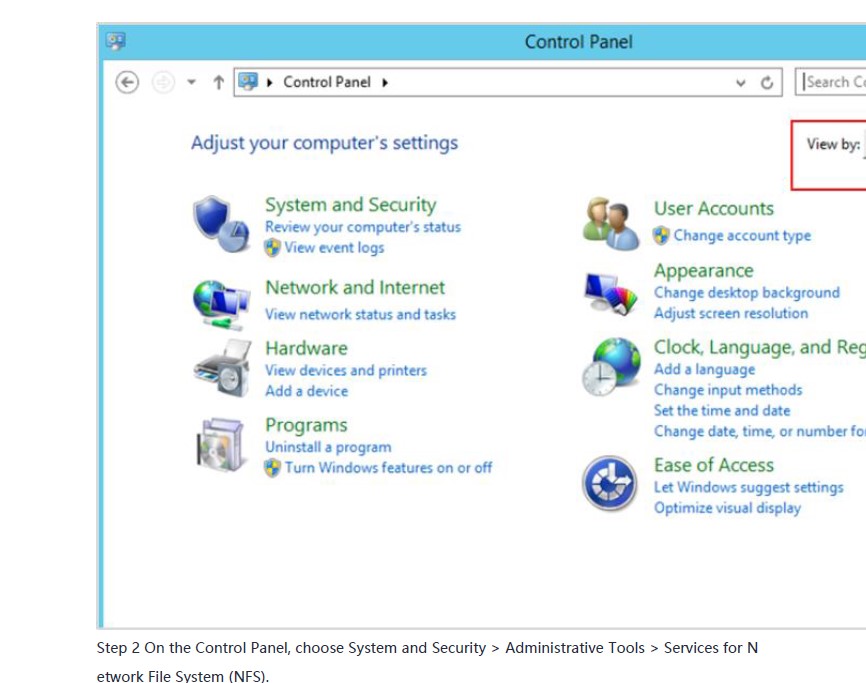 Control Panel
Control Panel
Search Co
Adjust your computer's settings
View by:
System and Security
Review your computer's status
View event logs
Network and Internet
View network status and tasks
Hardware
View devices and printers
Add a device
Programs
Uninstall a program
Turn Windows features on or off
User Accounts
Change account type
Appearance
Change desktop background
Adjust screen resolution
Clock, Language, and Reg
Add a language
Change input methods
Set the time and date
Change date, time, or number for
Ease of Access
Let Windows suggest settings
Optimize visual display
Step 2 On the Control Panel, choose System and Security > Administrative Tools > Services for N
etwork File System (NFS).